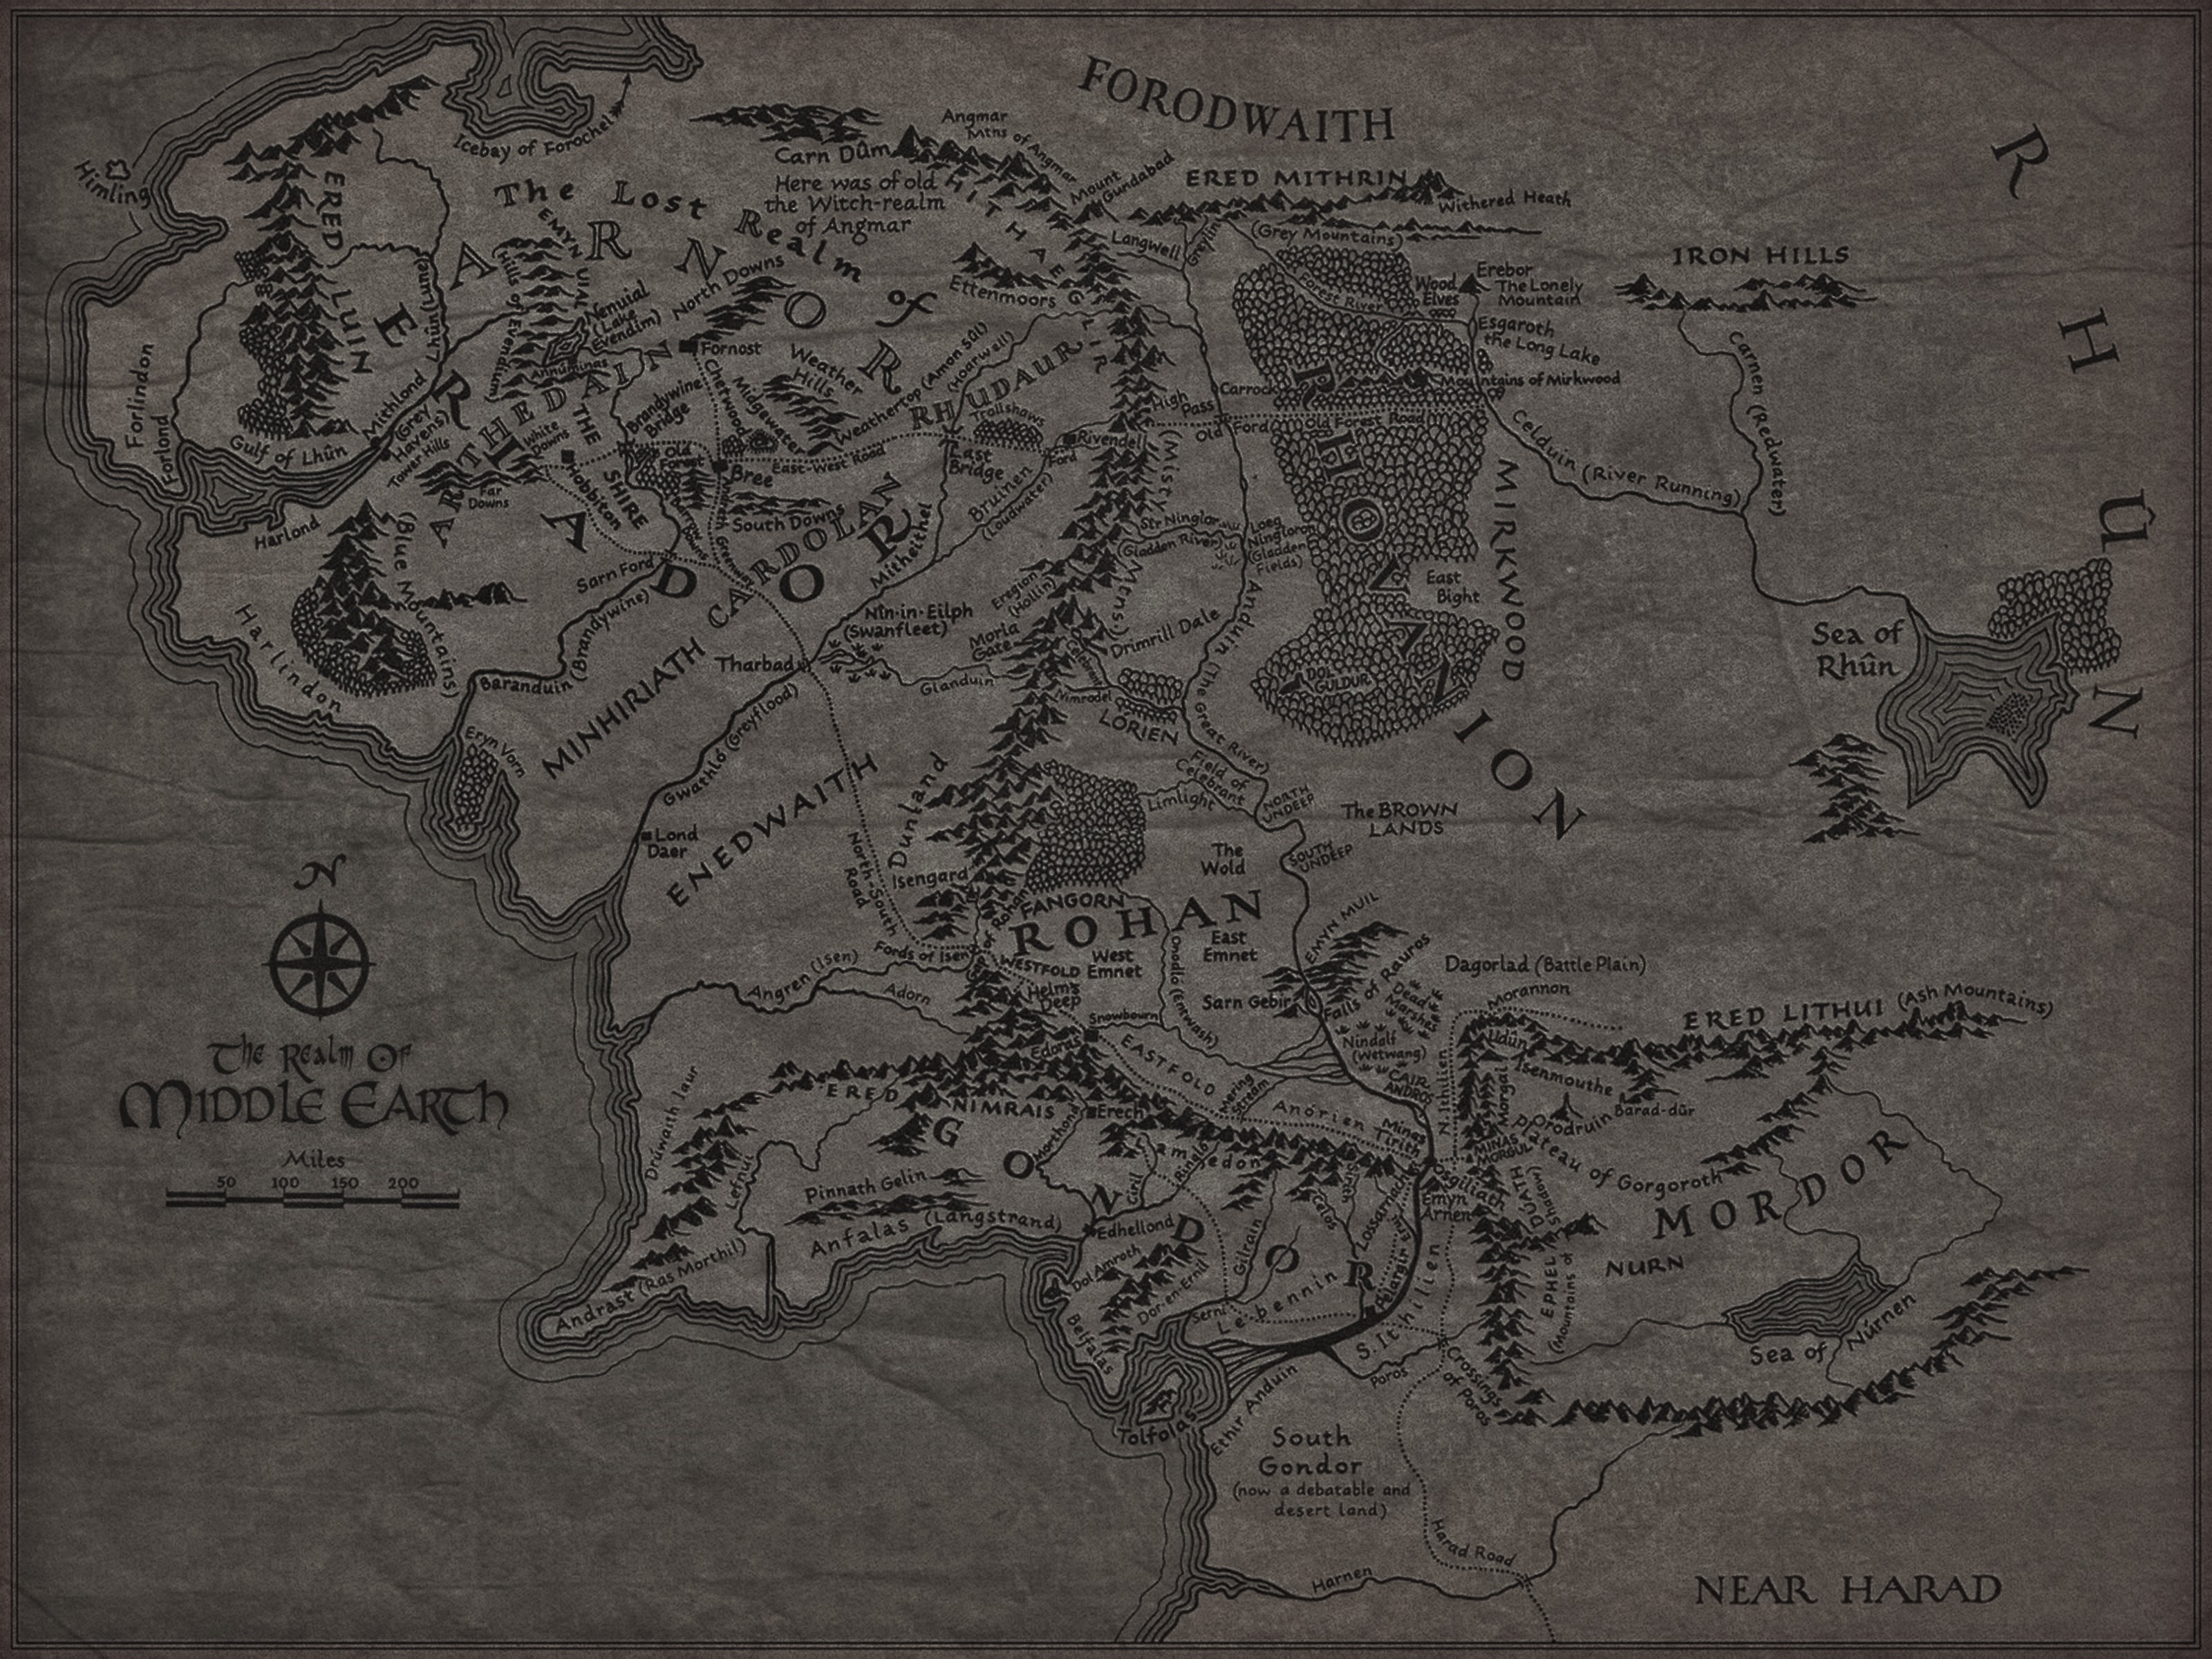 FORODWAITH
RHÛN
Icebay of Forochel
Himling
Angmar
Mtns of Angmar
Carn Dûm
Here was of old
the Witch-realm
of Angmar
Mount
Gundabad
ERED MITHRIN
Withered Heath
(Grey Mountains)
IRON HILLS
The Lost Realm of
ARNOR
ERIADOR
ERED LUIN
(Blue Mountains)
EMYN UIAL
Hills of Evendim
Nenuial
(Lake
Evendim)
Annúminas
North Downs
Fornost
HITHAEGLIR
(Misty Mtns)
Ettenmoors
Langwell
Greylin
Forest River
Wood
Elves
Erebor
The Lonely
Mountain
Esgaroth
the Long Lake
Mountains of Mirkwood
Carnen (Redwater)
Celduin (River Running)
Forlindon
Forlond
Gulf of Lhûn
Mithlond
(Grey
Havens)
Tower Hills
ARTHEDAIN
White
Downs
Far
Downs
THE
SHIRE
Hobbiton
Brandywine
Bridge
Old
Forest
Chetwood
Midgewater
Weather
Hills
Weathertop (Amon Sûl)
(Hoarwell)
RHUDAUR
Trollshaws
Rivendell
Ford
Last
Bridge
East-West Road
Bree
South Downs
Greenway
CARDOLAN
Bruinen
(Loudwater)
Mitheithel
High
Pass
Carrock
Old Ford
Old Forest Road
RHOVANION
MIRKWOOD
Harlond
Harlindon
Sarn Ford
Baranduin (Brandywine)
Str Ninglor
(Gladden River)
Loeg
Ningloron
(Gladden
Fields)
East
Bight
Eregion
(Hollin)
Nîn-in-Eilph
(Swanfleet)
Moria
Gate
Drimrill Dale
Anduin (The Great River)
Sea of
Rhûn
Tharbad
Glanduin
Nimrodel
LORIEN
DOL
GULDUR
MINHIRIATH
Eryn Vorn
Gwathló (Greyflood)
ENEDWAITH
Lond
Daer
Dunland
North-South
Road
Field of
Celebrant
Limlight
NORTH
UNDEEP
SOUTH
UNDEEP
The BROWN
LANDS
The
Wold
Isengard
FANGORN
ROHAN
Fords of Isen
WESTFOLD
West
Emnet
East
Emnet
Helm's
Deep
Onodló (Entwash)
EMYN MUIL
Sarn Gebir
Falls of Rauros
Dead
Marshes
Dagorlad (Battle Plain)
Morannon
ERED LITHUI (Ash Mountains)
Angren (Isen)
Adorn
Snowbourn
Edoras
EASTFOLD
Nindalf
(Wetwang)
CAIR
ANDROS
N.Ithilien
Udûn
Isenmouthe
Morgai
Orodruin
Barad-dûr
Plateau of Gorgoroth
N
The Realm Of
Middle Earth
Miles
50 100 150 200
Drúwaith Iaur
ERED NIMRAIS
Erech
Mering
Stream
Anórien
Minas
Tirith
MINAS
MORGUL
Osgiliath
GONDOR
Morthond
Lamedon
Ringló
Ciril
Lefnui
Pinnath Gelin
Anfalas (Langstrand)
Andrast (Ras Morthil)
Edhellond
Dol Amroth
Dor-en-Ernil
Belfalas
Gilrain
Serni
Celos
Lossarnach
Emyn
Arnen
Lebennin
Pelargir
S.Ithilien
EPHEL DÚATH
(Mountains of Shadow)
MORDOR
NURN
Sea of Núrnen
Poros
Crossings
of Poros
Ethir Anduin
Tolfolas
South
Gondor
(now a debatable and
desert land)
Harad Road
Harnen
NEAR HARAD